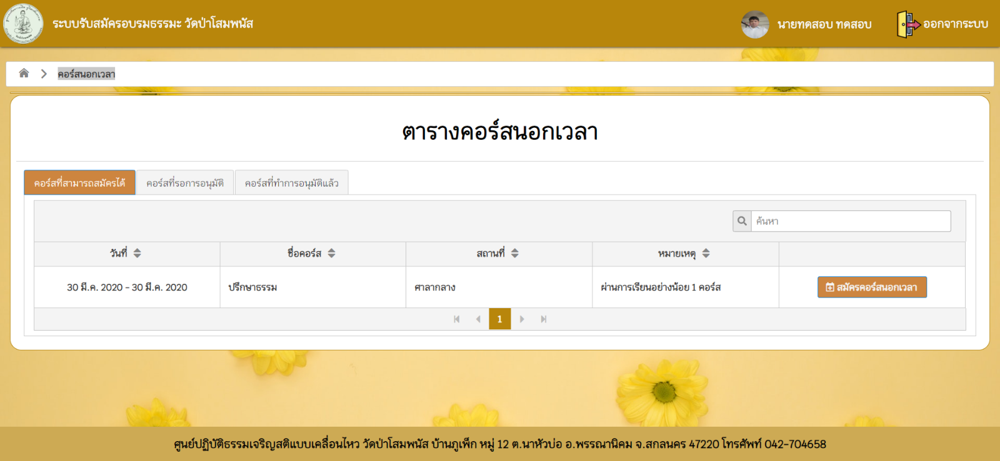 ระบบรับสมัครอบรมธรรมะ วัดป่าโสมพนัส
นายทดสอบ ทดสอบ
ออกจากระบบ
คอร์สนอกเวลา
ตารางคอร์สนอกเวลา
คอร์สที่สามารถสมัครได้ คอร์สที่รอการอนุมัติ คอร์สที่ทำการอนุมัติแล้ว
ค้นหา
วันที่ ชื่อคอร์ส สถานที่ หมายเหตุ
30 มี.ค. 2020 - 30 มี.ค. 2020 ปรึกษาธรรม ศาลากลาง ผ่านการเรียนอย่างน้อย 1 คอร์ส สมัครคอร์สนอกเวลา
1
ศูนย์ปฏิบัติธรรมเจริญสติแบบเคลื่อนไหว วัดป่าโสมพนัส บ้านภูเพ็ก หมู่ 12 ต.นาหัวบ่อ อ.พรรณานิคม จ.สกลนคร 47220 โทรศัพท์ 042-704658